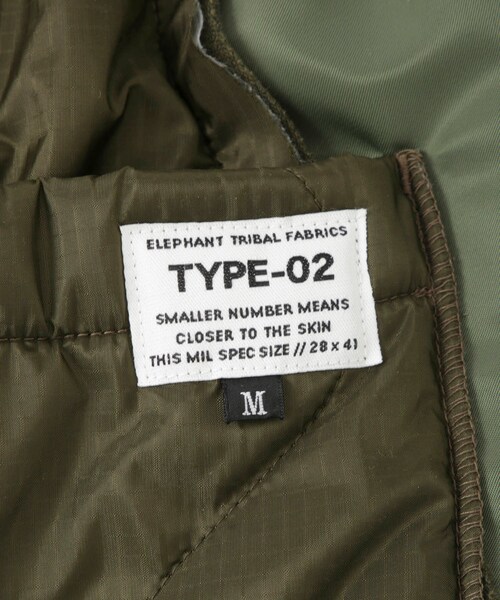 ELEPHANT TRIBAL FABRICS
TYPE-02
SMALLER NUMBER MEANS
CLOSER TO THE SKIN
THIS MIL SPEC SIZE // 28 x 41
M